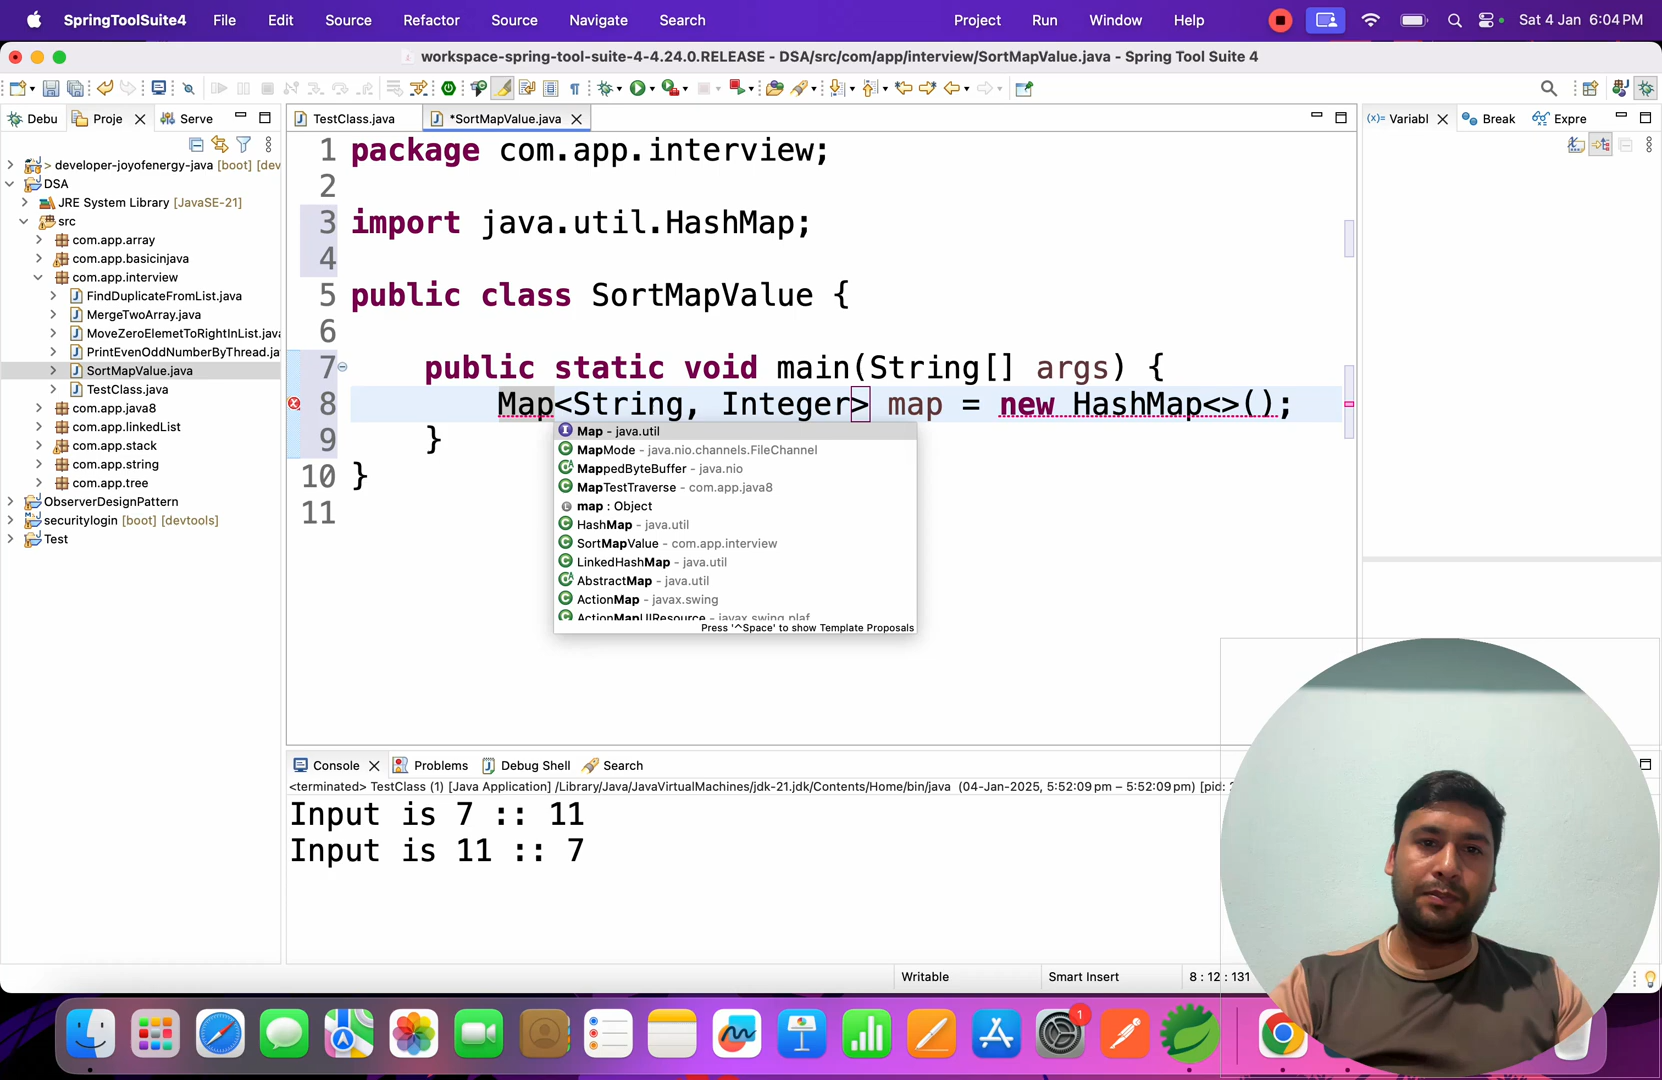 SpringToolSuite4 File Edit Source Refactor Source Navigate Search Project Run Window Help Sat 4 Jan 6:04 PM
workspace-spring-tool-suite-4-4.24.0.RELEASE - DSA/src/com/app/interview/SortMapValue.java - Spring Tool Suite 4
Debu Proje Serve
TestClass.java *SortMapValue.java
(x)= Variabl Break Expre
> developer-joyofenergy-java [boot] [dev
DSA
JRE System Library [JavaSE-21]
src
com.app.array
com.app.basicinjava
com.app.interview
FindDuplicateFromList.java
MergeTwoArray.java
MoveZeroElemetToRightInList.java
PrintEvenOddNumberByThread.ja
SortMapValue.java
TestClass.java
com.app.java8
com.app.linkedList
com.app.stack
com.app.string
com.app.tree
ObserverDesignPattern
securitylogin [boot] [devtools]
Test
1 package com.app.interview;
2
3 import java.util.HashMap;
4
5 public class SortMapValue {
6
7 public static void main(String[] args) {
8 Map<String, Integer> map = new HashMap<>();
9 }
10 }
11
Map - java.util
MapMode - java.nio.channels.FileChannel
MappedByteBuffer - java.nio
MapTestTraverse - com.app.java8
map : Object
HashMap - java.util
SortMapValue - com.app.interview
LinkedHashMap - java.util
AbstractMap - java.util
ActionMap - javax.swing
ActionMapUIResource - javax.swing.plaf
Press '^Space' to show Template Proposals
Console Problems Debug Shell Search
<terminated> TestClass (1) [Java Application] /Library/Java/JavaVirtualMachines/jdk-21.jdk/Contents/Home/bin/java (04-Jan-2025, 5:52:09 pm – 5:52:09 pm) [pid:
Input is 7 :: 11
Input is 11 :: 7
Writable Smart Insert 8 : 12 : 131
1